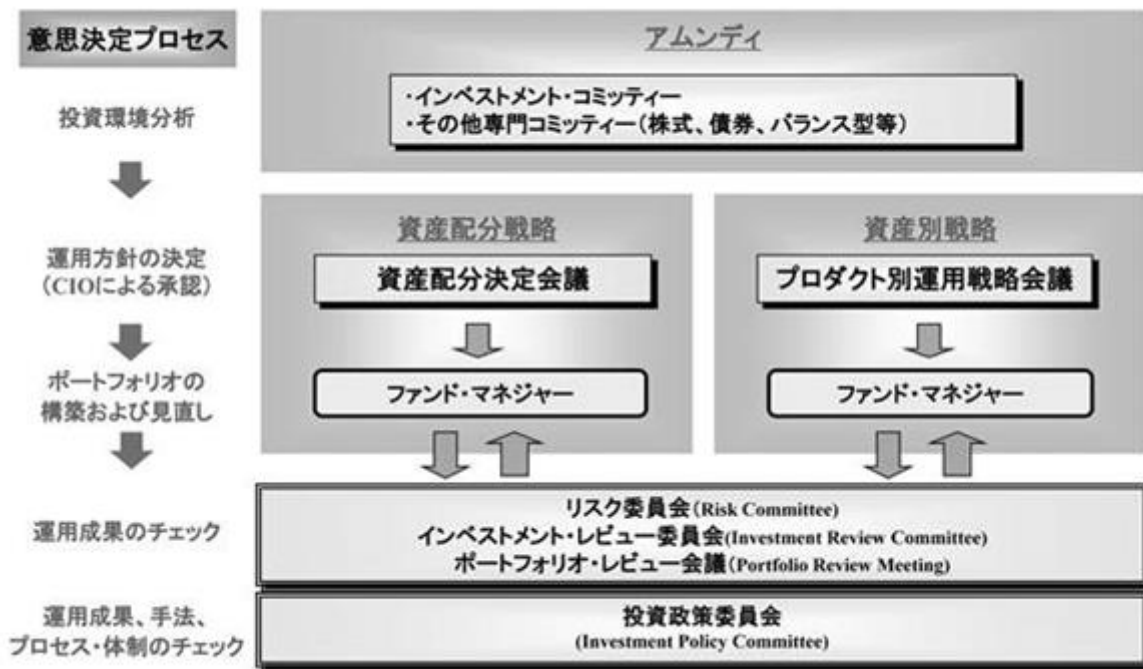 意思決定プロセス
アムンディ
投資環境分析
・インベストメント・コミッティー
・その他専門コミッティー(株式、債券、バランス型等)
資産配分戦略
資産別戦略
運用方針の決定
(CIOによる承認)
資産配分決定会議
プロダクト別運用戦略会議
ポートフォリオの
構築および見直し
ファンド・マネジャー
ファンド・マネジャー
運用成果のチェック
リスク委員会(Risk Committee)
インベストメント・レビュー委員会(Investment Review Committee)
ポートフォリオ・レビュー会議(Portfolio Review Meeting)
運用成果、手法、
プロセス・体制のチェック
投資政策委員会
(Investment Policy Committee)